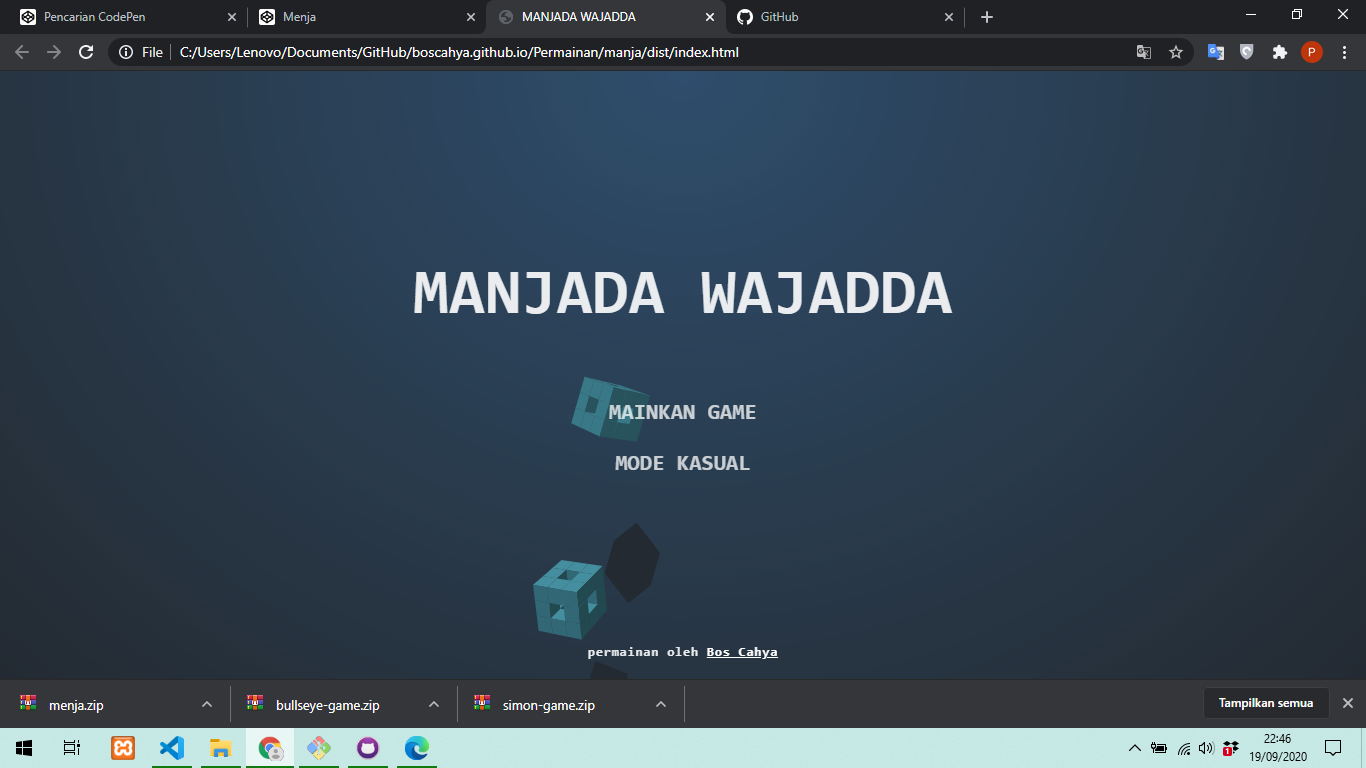 Pencarian CodePen
Menja
MANJADA WAJADDA
GitHub
File
C:/Users/Lenovo/Documents/GitHub/boscahya.github.io/Permainan/manja/dist/index.html
P
MANJADA WAJADDA
MAINKAN GAME
MODE KASUAL
permainan oleh Bos Cahya
menja.zip
bullseye-game.zip
simon-game.zip
Tampilkan semua
1
22:46
19/09/2020